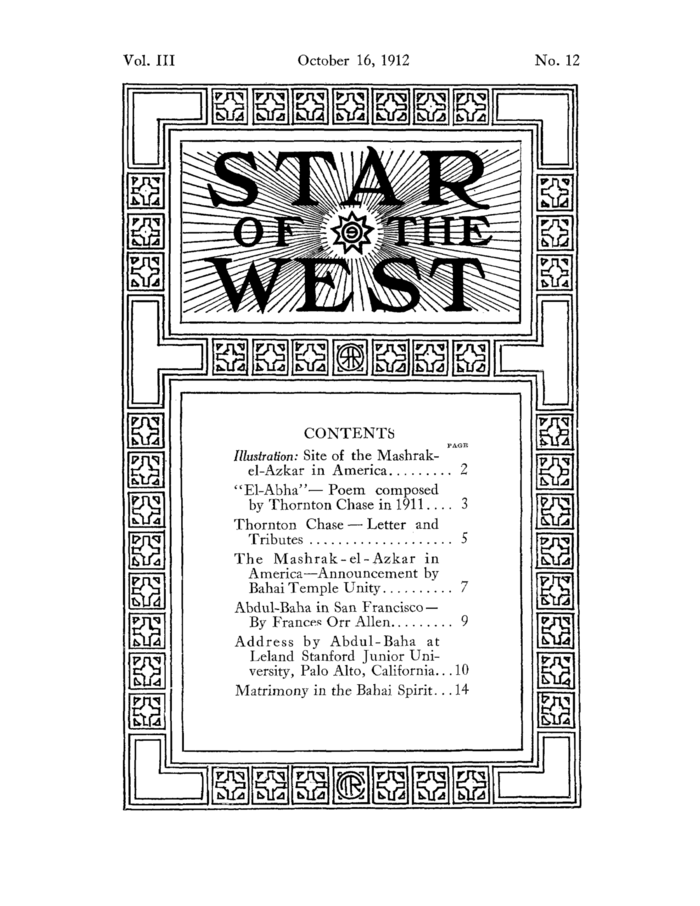 Vol. III October 16, 1912 No. 12
STAR
OF THE
WEST
CONTENTS
PAGE
Illustration: Site of the Mashrak-
el-Azkar in America......... 2
"El-Abha"— Poem composed
by Thornton Chase in 1911.... 3
Thornton Chase — Letter and
Tributes .................... 5
The Mashrak-el-Azkar in
America—Announcement by
Bahai Temple Unity.......... 7
Abdul-Baha in San Francisco—
By Frances Orr Allen......... 9
Address by Abdul-Baha at
Leland Stanford Junior Uni-
versity, Palo Alto, California...10
Matrimony in the Bahai Spirit...14